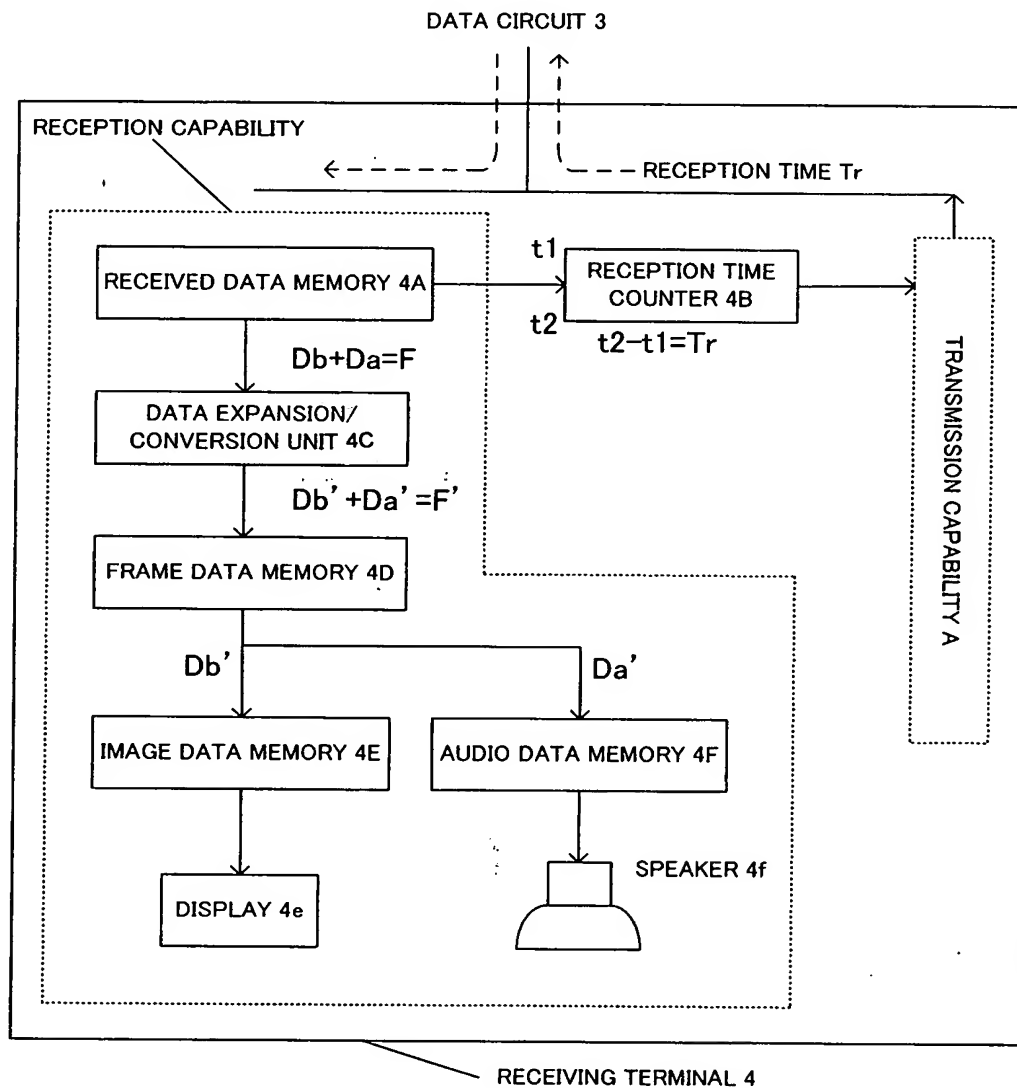 DATA CIRCUIT 3
RECEPTION CAPABILITY
RECEPTION TIME Tr
RECEIVED DATA MEMORY 4A
t1
t2
RECEPTION TIME
COUNTER 4B
t2-t1=Tr
TRANSMISSION CAPABILITY A
Db+Da=F
DATA EXPANSION/
CONVERSION UNIT 4C
Db'+Da'=F'
FRAME DATA MEMORY 4D
Db'
Da'
IMAGE DATA MEMORY 4E
AUDIO DATA MEMORY 4F
DISPLAY 4e
SPEAKER 4f
RECEIVING TERMINAL 4